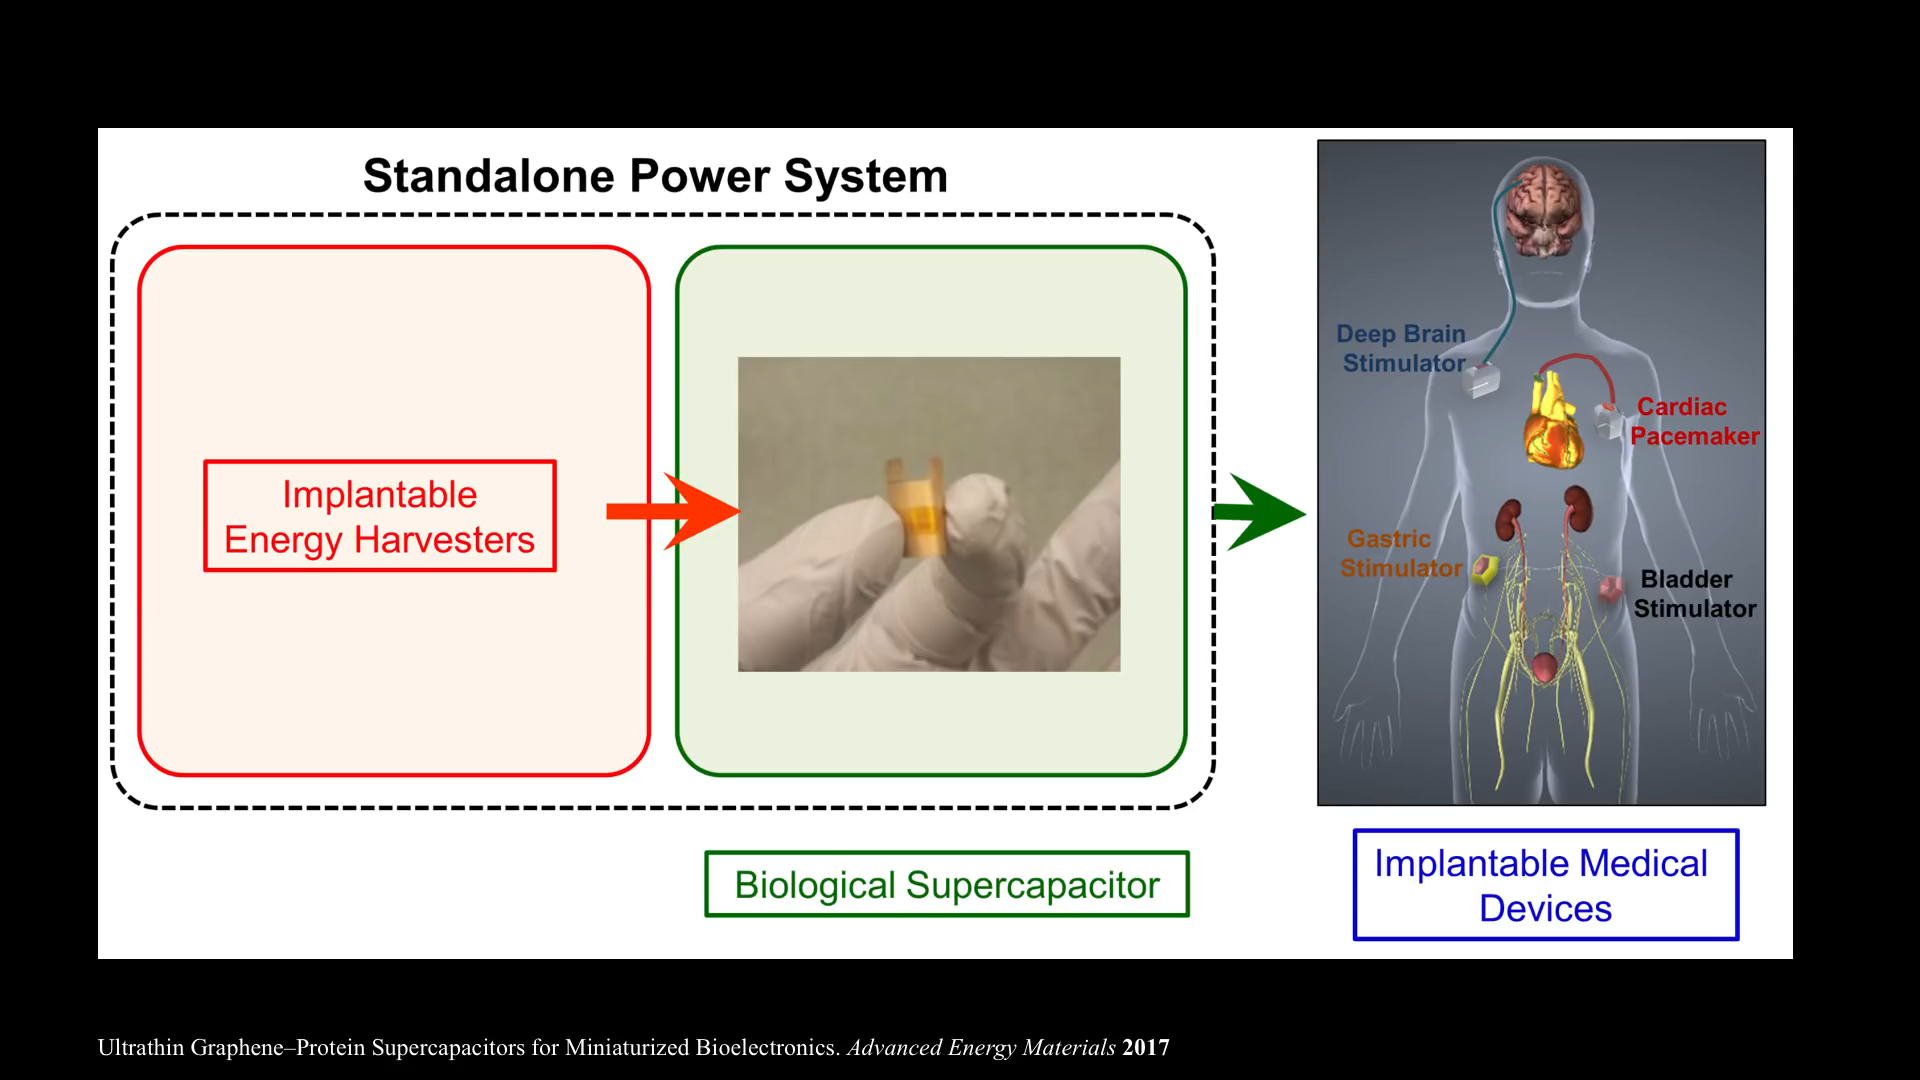 Standalone Power System
Implantable
Energy Harvesters
Biological Supercapacitor
Deep Brain
Stimulator
Cardiac
Pacemaker
Gastric
Stimulator
Bladder
Stimulator
Implantable Medical
Devices
Ultrathin Graphene–Protein Supercapacitors for Miniaturized Bioelectronics. Advanced Energy Materials 2017